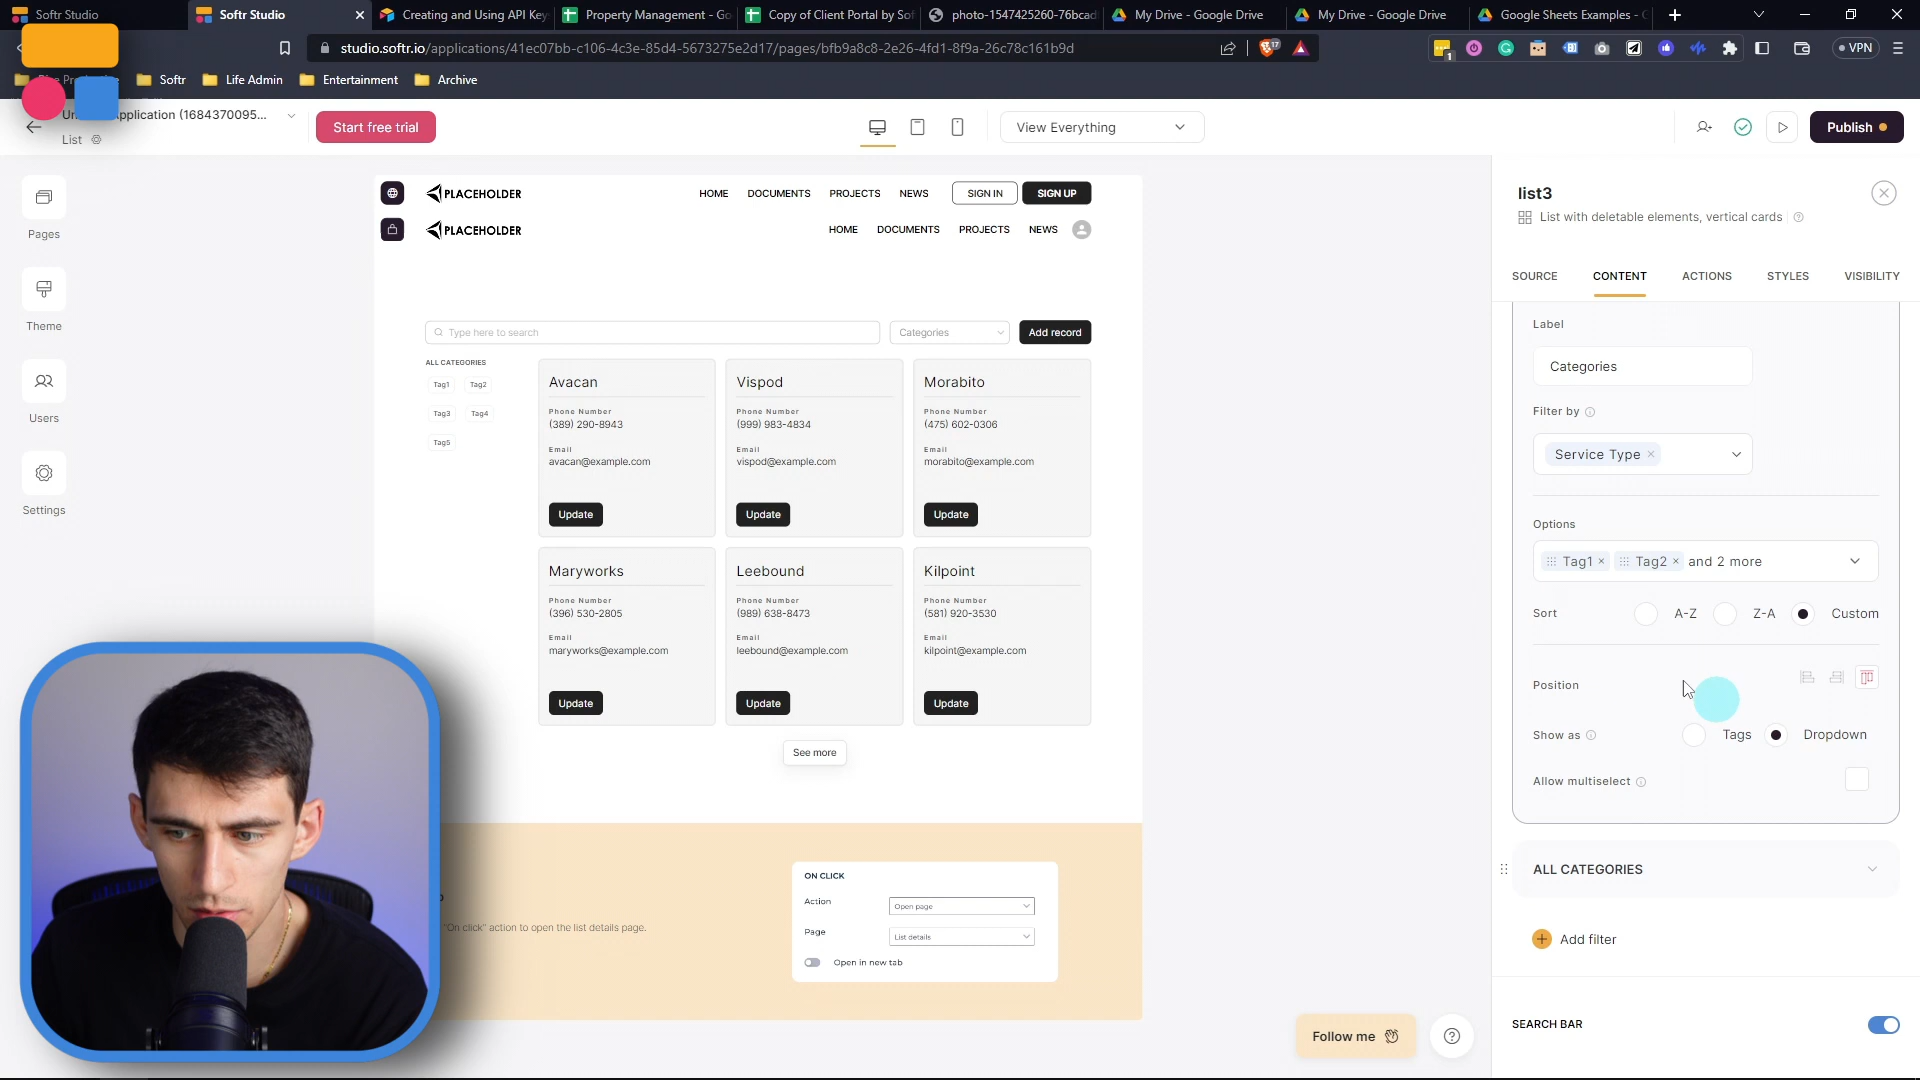 Softr Studio
Softr Studio
Creating and Using API Key
Property Management - Go
Copy of Client Portal by Sof
photo-1547425260-76bcad
My Drive - Google Drive
My Drive - Google Drive
Google Sheets Examples -
studio.softr.io/applications/41ec07bb-c106-4c3e-85d4-5673275e2d17/pages/bfb9a8c8-2e26-4fd1-8f9a-26c78c161b9d
17
1
VPN
Softr
Life Admin
Entertainment
Archive
Application (1684370095...
List
Start free trial
View Everything
Publish
Pages
Theme
Users
Settings
PLACEHOLDER
HOME
DOCUMENTS
PROJECTS
NEWS
SIGN IN
SIGN UP
PLACEHOLDER
HOME
DOCUMENTS
PROJECTS
NEWS
Type here to search
Categories
Add record
ALL CATEGORIES
Tag1
Tag2
Tag3
Tag4
Tag5
Avacan
Phone Number
(389) 290-8943
Email
avacan@example.com
Update
Vispod
Phone Number
(999) 983-4834
Email
vispod@example.com
Update
Morabito
Phone Number
(475) 602-0306
Email
morabito@example.com
Update
Maryworks
Phone Number
(396) 530-2805
Email
maryworks@example.com
Update
Leebound
Phone Number
(989) 638-8473
Email
leebound@example.com
Update
Kilpoint
Phone Number
(581) 920-3530
Email
kilpoint@example.com
Update
See more
"On click" action to open the list details page.
ON CLICK
Action
Open page
Page
List details
Open in new tab
Follow me
list3
List with deletable elements, vertical cards
SOURCE
CONTENT
ACTIONS
STYLES
VISIBILITY
Label
Categories
Filter by
Service Type ×
Options
Tag1 ×
Tag2 ×
and 2 more
Sort
A-Z
Z-A
Custom
Position
Show as
Tags
Dropdown
Allow multiselect
ALL CATEGORIES
Add filter
SEARCH BAR